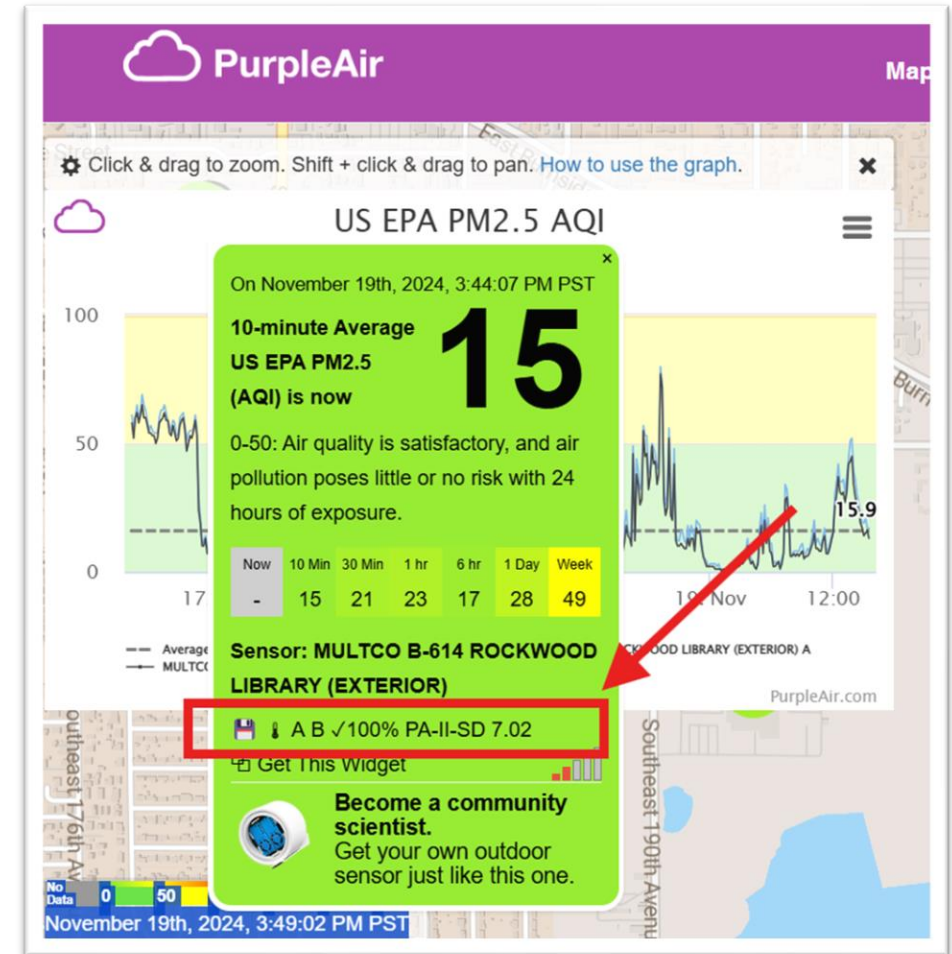 PurpleAir
Map
Street
East Burnside
Click & drag to zoom. Shift + click & drag to pan. How to use the graph.
US EPA PM2.5 AQI
×
On November 19th, 2024, 3:44:07 PM PST
10-minute Average
US EPA PM2.5
(AQI) is now
15
0-50: Air quality is satisfactory, and air
pollution poses little or no risk with 24
hours of exposure.
Now 10 Min 30 Min 1 hr 6 hr 1 Day Week
- 15 21 23 17 28 49
Sensor: MULTCO B-614 ROCKWOOD
LIBRARY (EXTERIOR)
A B ✓100% PA-II-SD 7.02
Get This Widget
Become a community
scientist.
Get your own outdoor
sensor just like this one.
100
50
0
15.9
17
19. Nov
12:00
Average
MULTCO
LIBRARY (EXTERIOR) A
PurpleAir.com
Burn
Southeast 176th Av
Southeast 190th Avenu
No
Data 0 50
November 19th, 2024, 3:49:02 PM PST